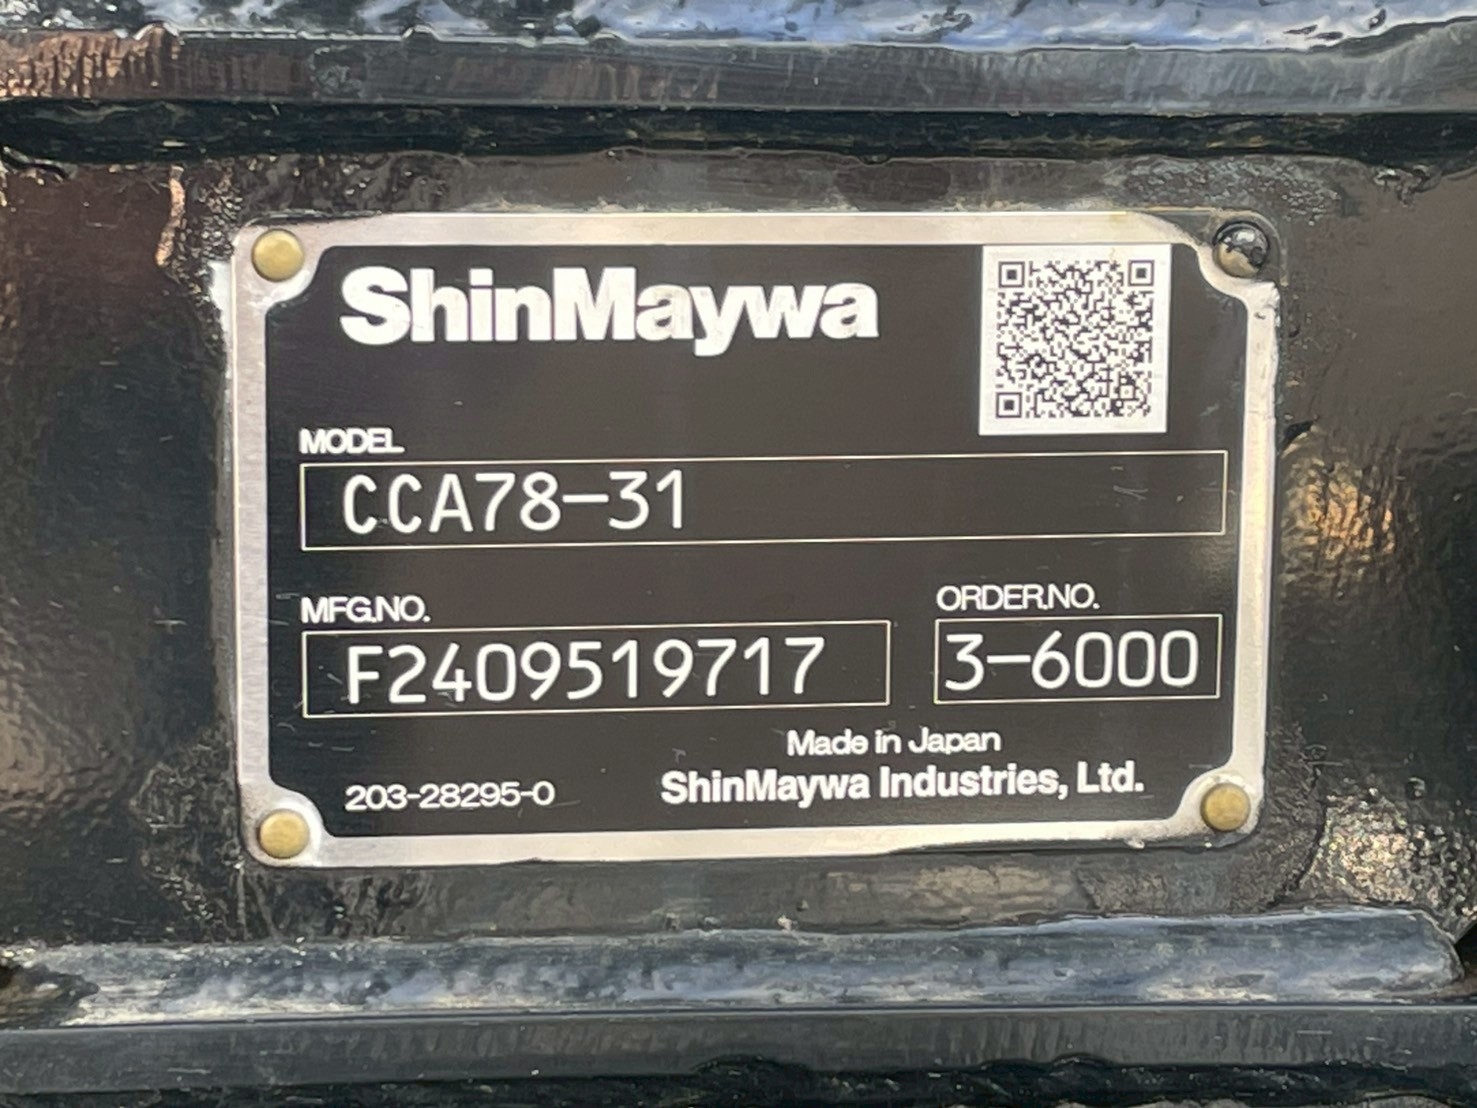 ShinMaywa
MODEL
CCA78-31
MFG.NO.
F2409519717
ORDER.NO.
3-6000
Made in Japan
203-28295-0
ShinMaywa Industries, Ltd.